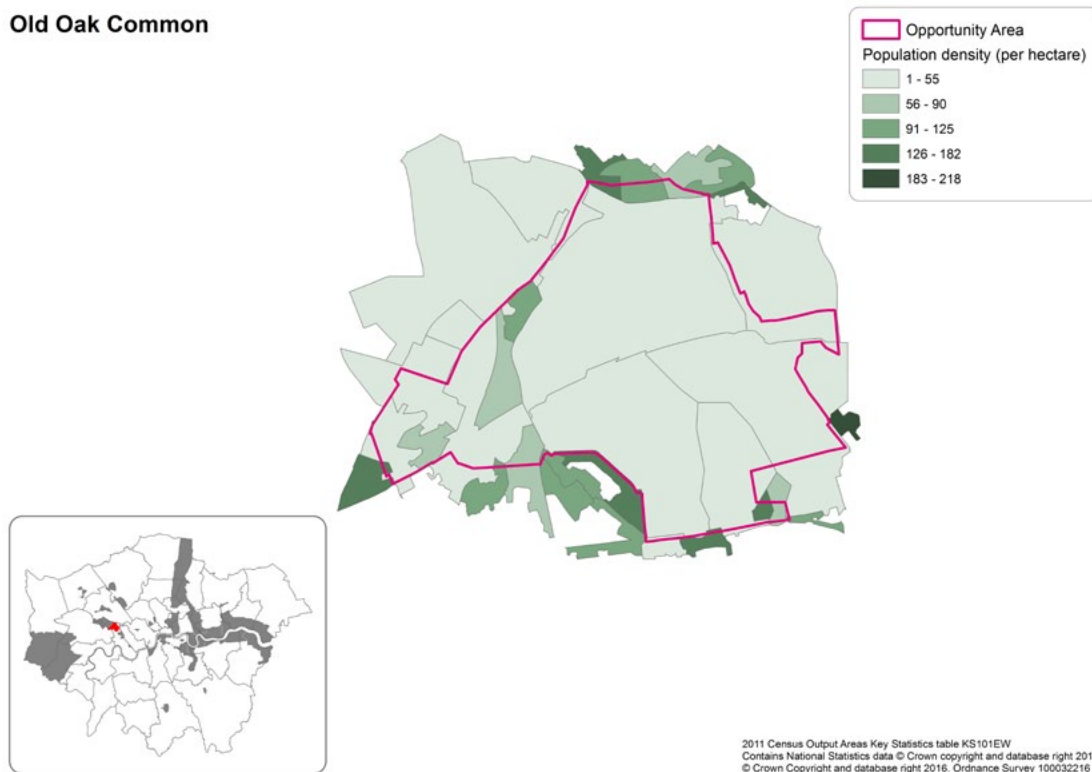 Old Oak Common
Opportunity Area
Population density (per hectare)
1 - 55
56 - 90
91 - 125
126 - 182
183 - 218
2011 Census Output Areas Key Statistics table KS101EW
Contains National Statistics data © Crown copyright and database right 201
© Crown Copyright and database right 2016. Ordnance Survey 100032216